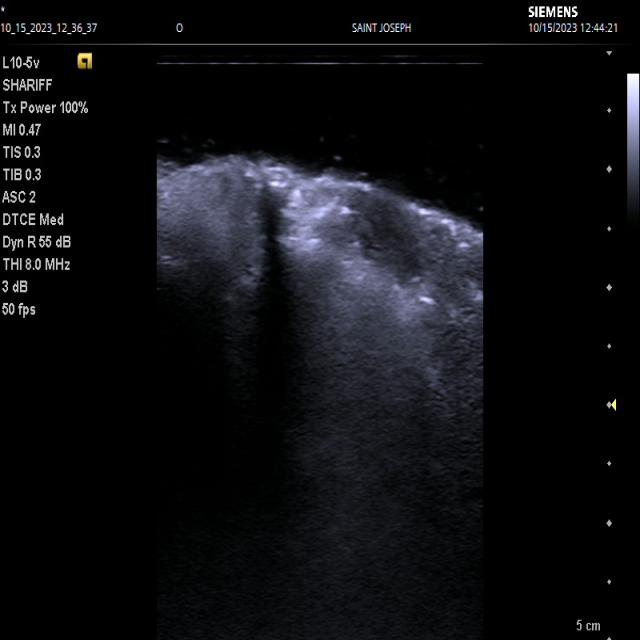 *
SIEMENS
10_15_2023_12_36_37 O SAINT JOSEPH 10/15/2023 12:44:21
L10-5v
SHARIFF
Tx Power 100%
MI 0.47
TIS 0.3
TIB 0.3
ASC 2
DTCE Med
Dyn R 55 dB
THI 8.0 MHz
3 dB
50 fps
5 cm